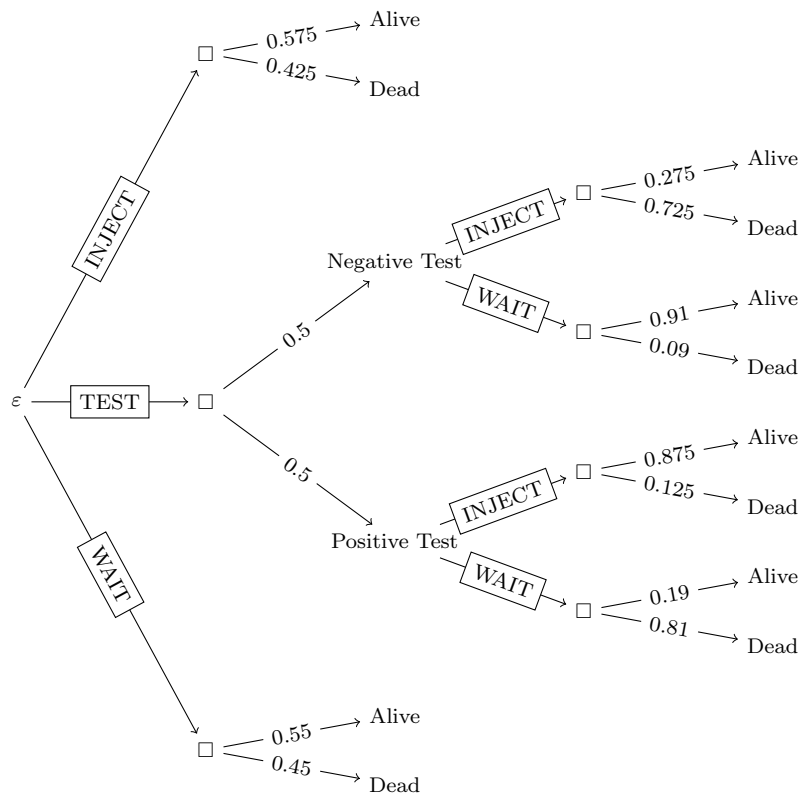 Alive
0.575
0.425
Dead
INJECT
Alive
0.275
INJECT
0.725
Dead
Negative Test
WAIT
Alive
0.91
0.09
Dead
0.5
ε
TEST
0.5
Alive
0.875
INJECT
0.125
Dead
Positive Test
WAIT
Alive
0.19
0.81
Dead
WAIT
Alive
0.55
0.45
Dead